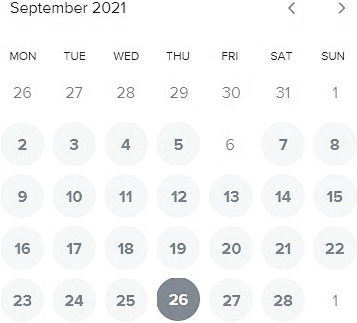 September 2021
MON TUE WED THU FRI SAT SUN
26 27 28 29 30 31 1
2 3 4 5 6 7 8
9 10 11 12 13 14 15
16 17 18 19 20 21 22
23 24 25 26 27 28 1